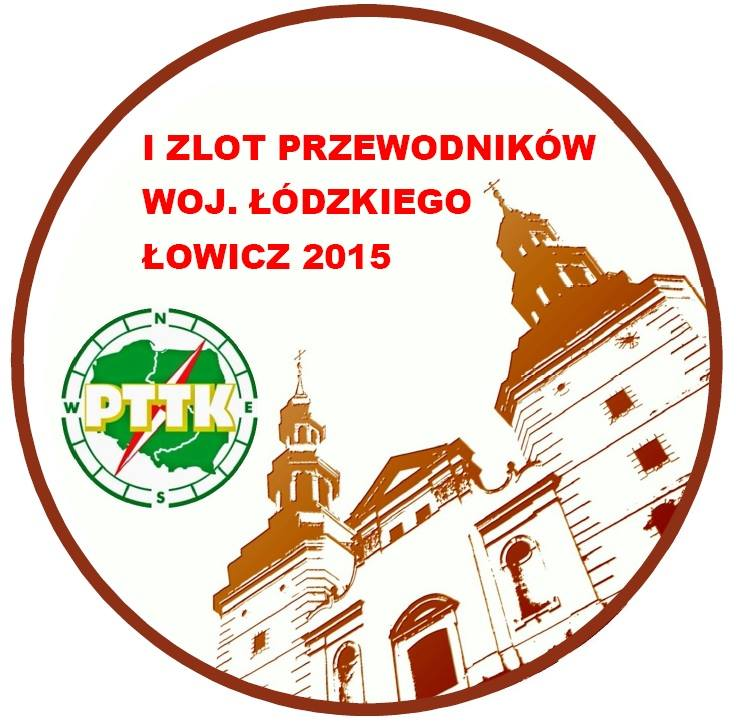 I ZLOT PRZEWODNIKÓW
WOJ. ŁÓDZKIEGO
ŁOWICZ 2015
N
W PTTK E
S